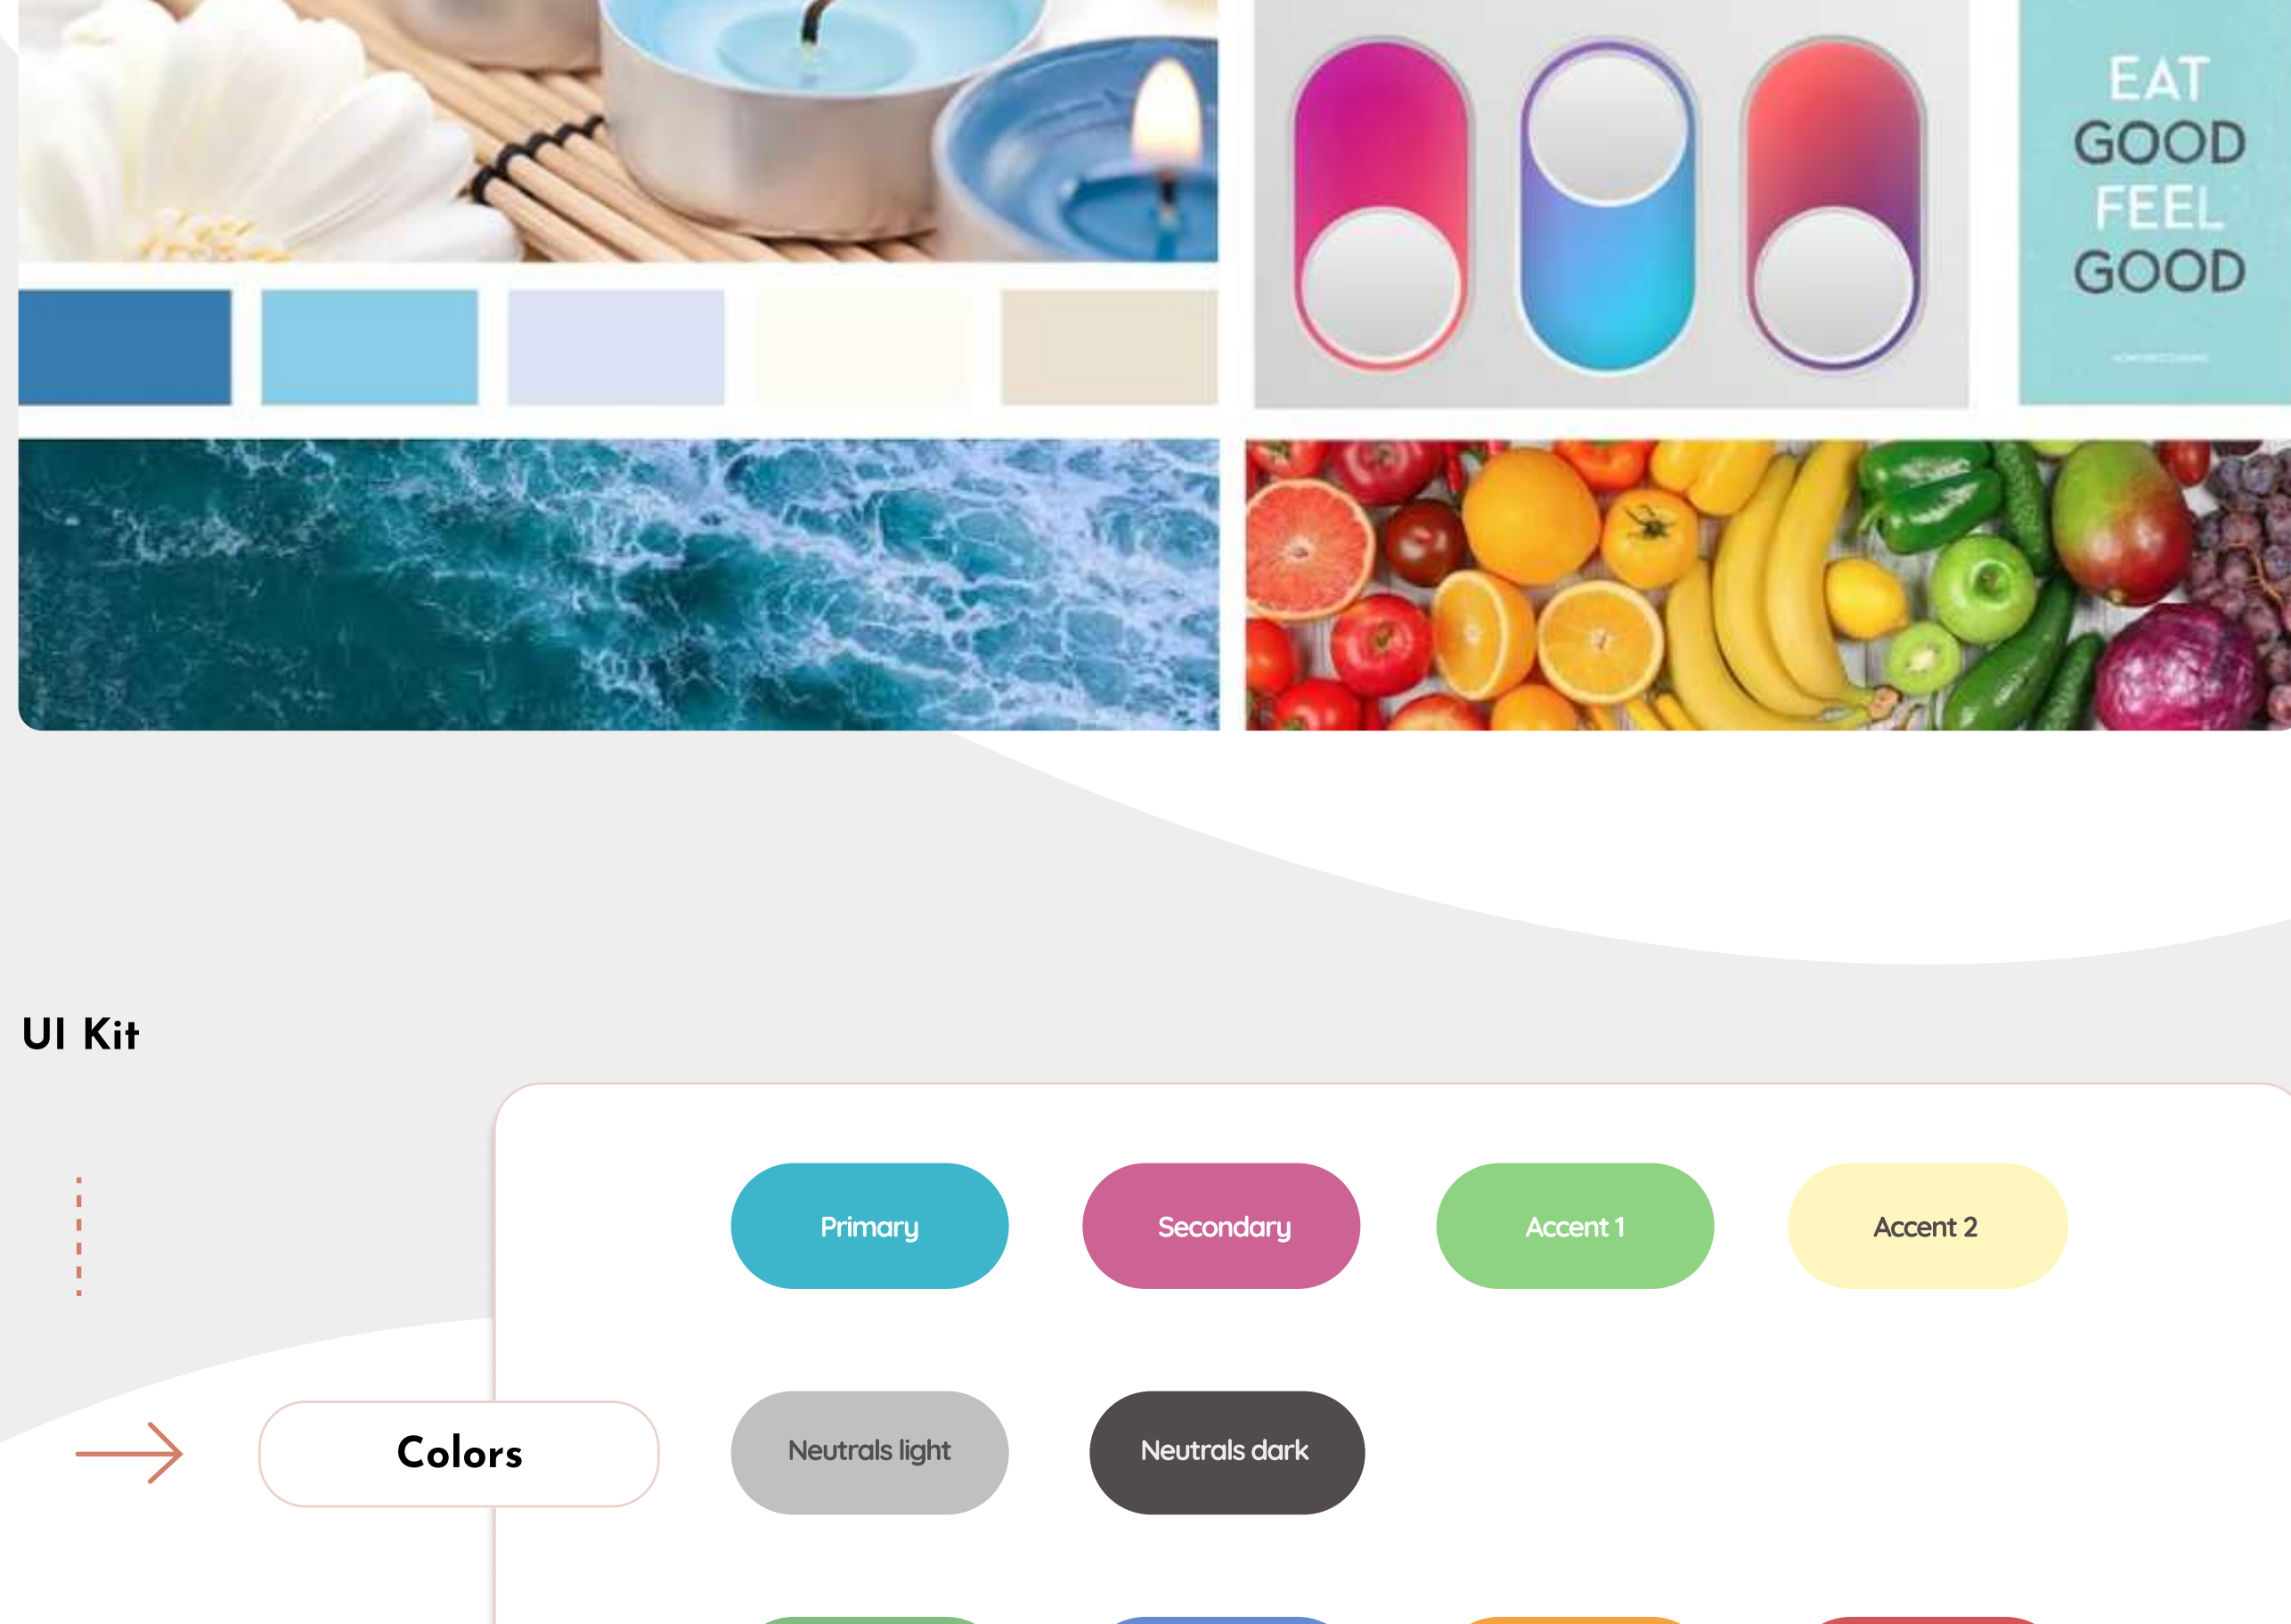 EAT
GOOD
FEEL
GOOD
UI Kit
Primary
Secondary
Accent 1
Accent 2
Colors
Neutrals light
Neutrals dark